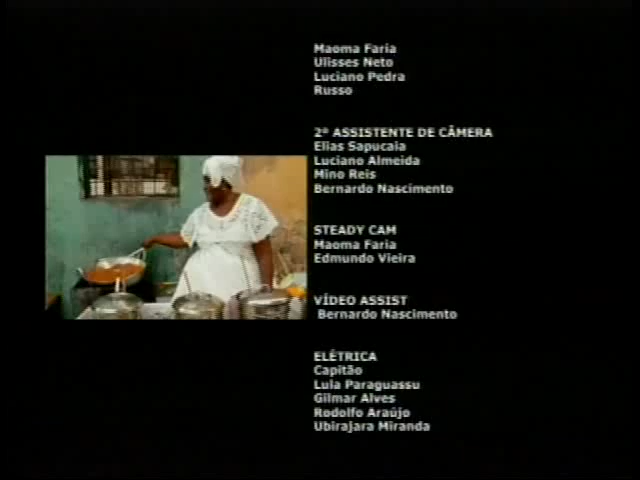 Maoma Faria
Ulisses Neto
Luciano Pedra
Russo
2ª ASSISTENTE DE CÂMERA
Elias Sapucaia
Luciano Almeida
Mino Reis
Bernardo Nascimento
STEADY CAM
Maoma Faria
Edmundo Vieira
VÍDEO ASSIST
Bernardo Nascimento
ELÉTRICA
Capitão
Lula Paraguassu
Gilmar Alves
Rodolfo Araújo
Ubirajara Miranda